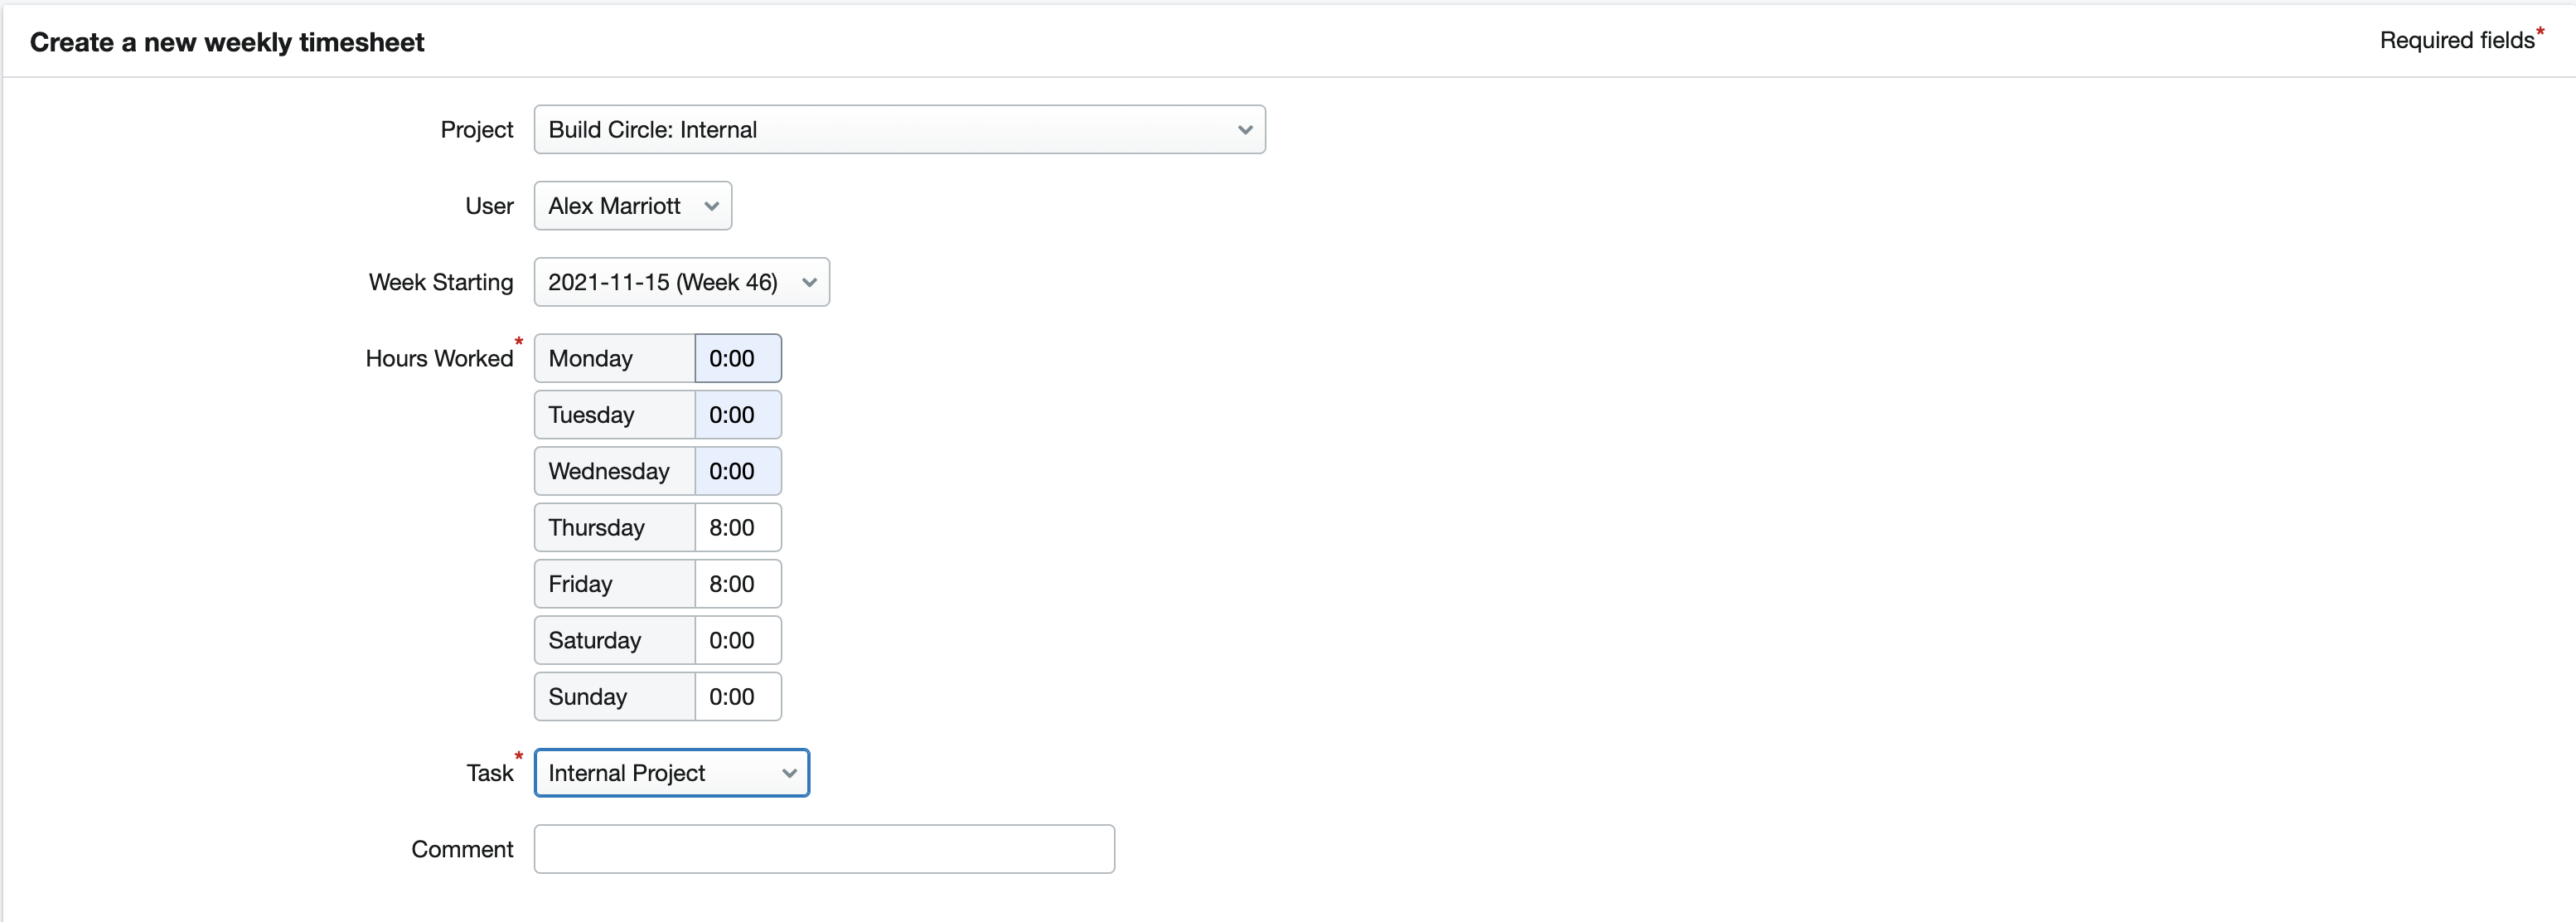 Create a new weekly timesheet
Required fields*
Project Build Circle: Internal
User Alex Marriott
Week Starting 2021-11-15 (Week 46)
Hours Worked* Monday 0:00
Tuesday 0:00
Wednesday 0:00
Thursday 8:00
Friday 8:00
Saturday 0:00
Sunday 0:00
Task* Internal Project
Comment